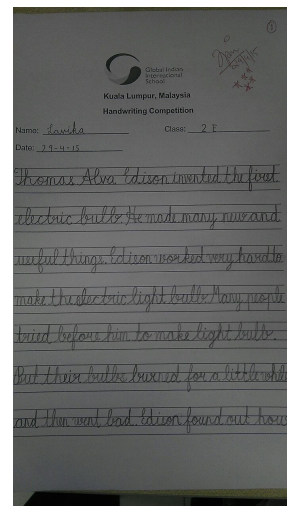 1
Global Indian
International
School
Kuala Lumpur, Malaysia
Handwriting Competition
Name: Lavika Class: 2 E
Date: 29-4-15
Thomas Alva Edison invented the first
electric bulb. He made many new and
useful things. Edison worked very hard to
make the electric light bulb. Many people
tried before him to make light bulb.
But their bulbs burned for a little while
and then went bad. Edison found out how